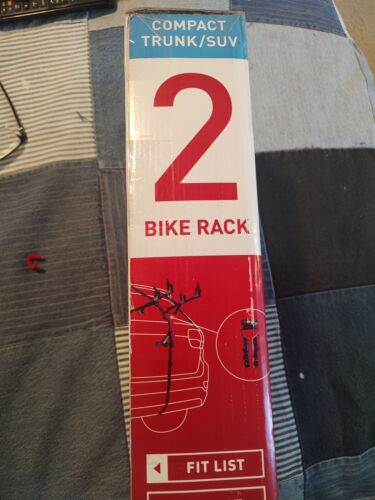 COMPACT
TRUNK/SUV
2
BIKE RACK
FIT LIST